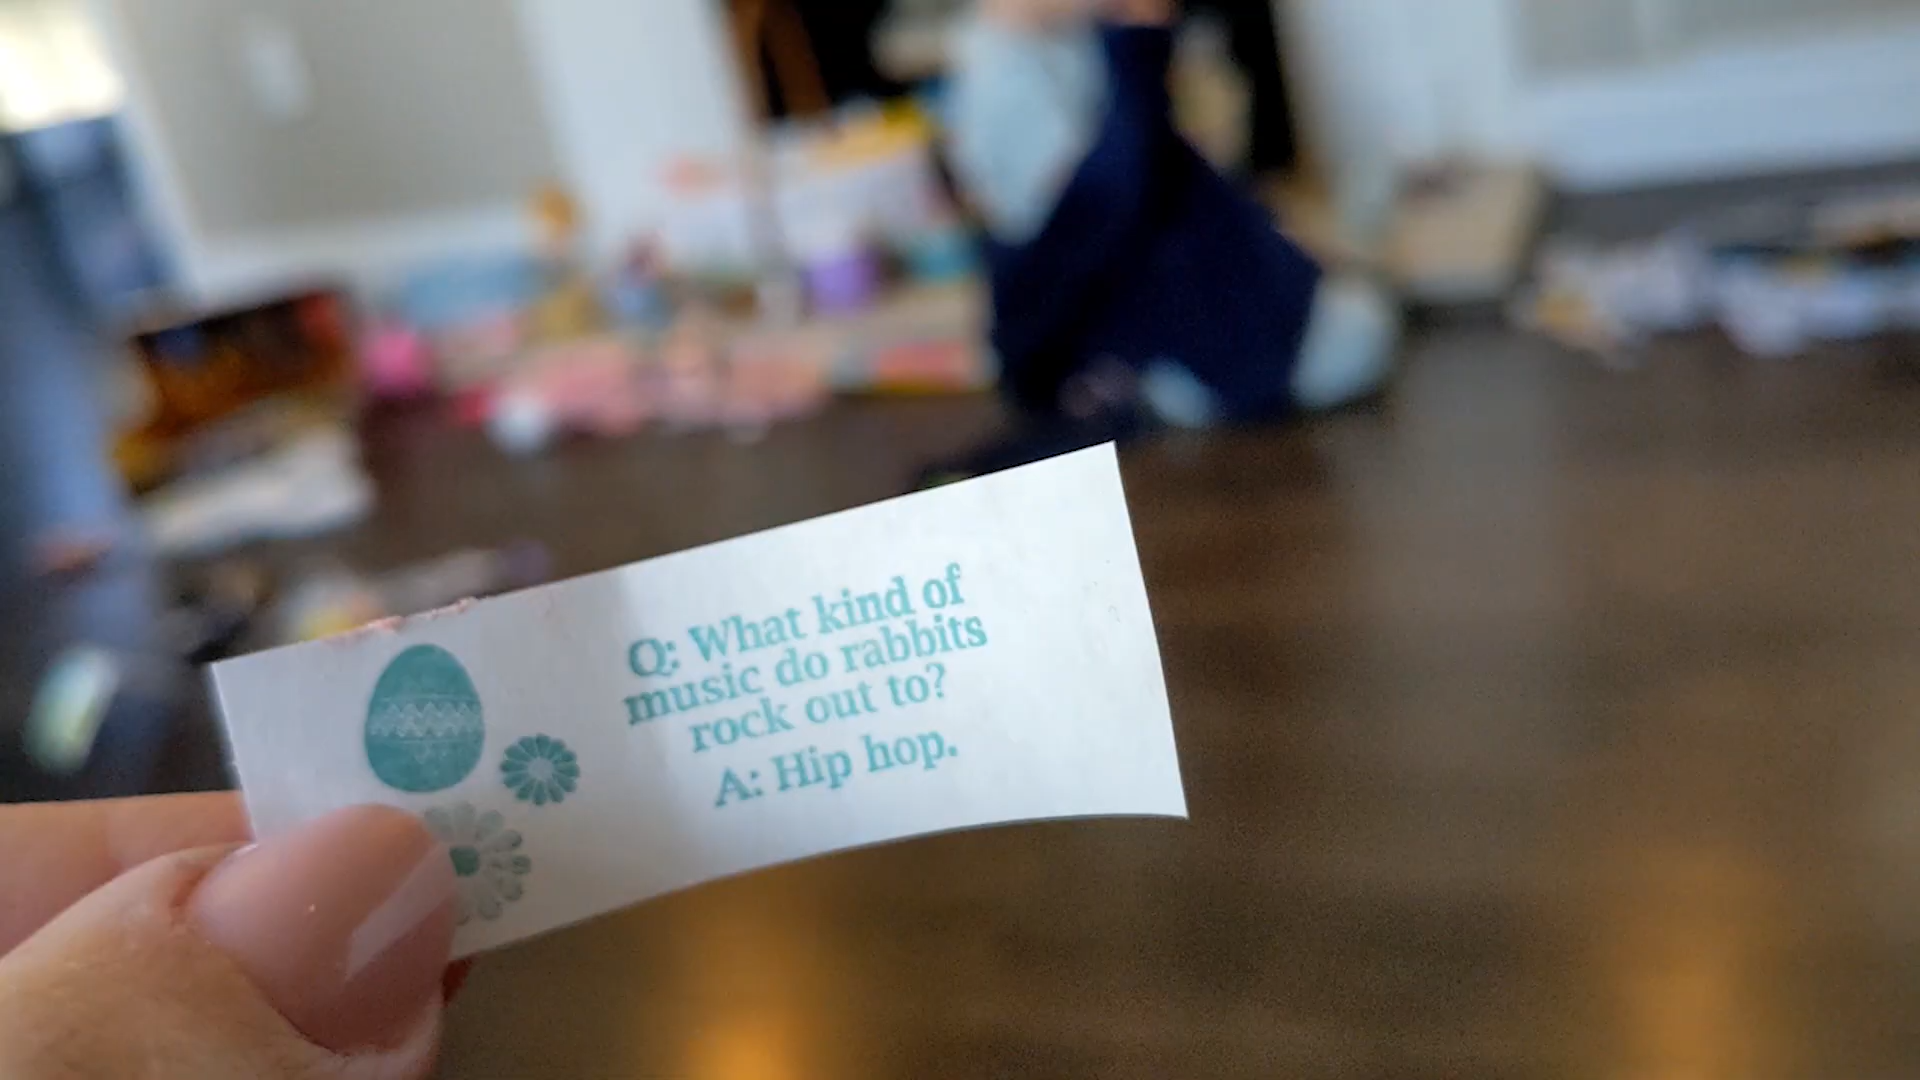 Q: What kind of
music do rabbits
rock out to?
A: Hip hop.